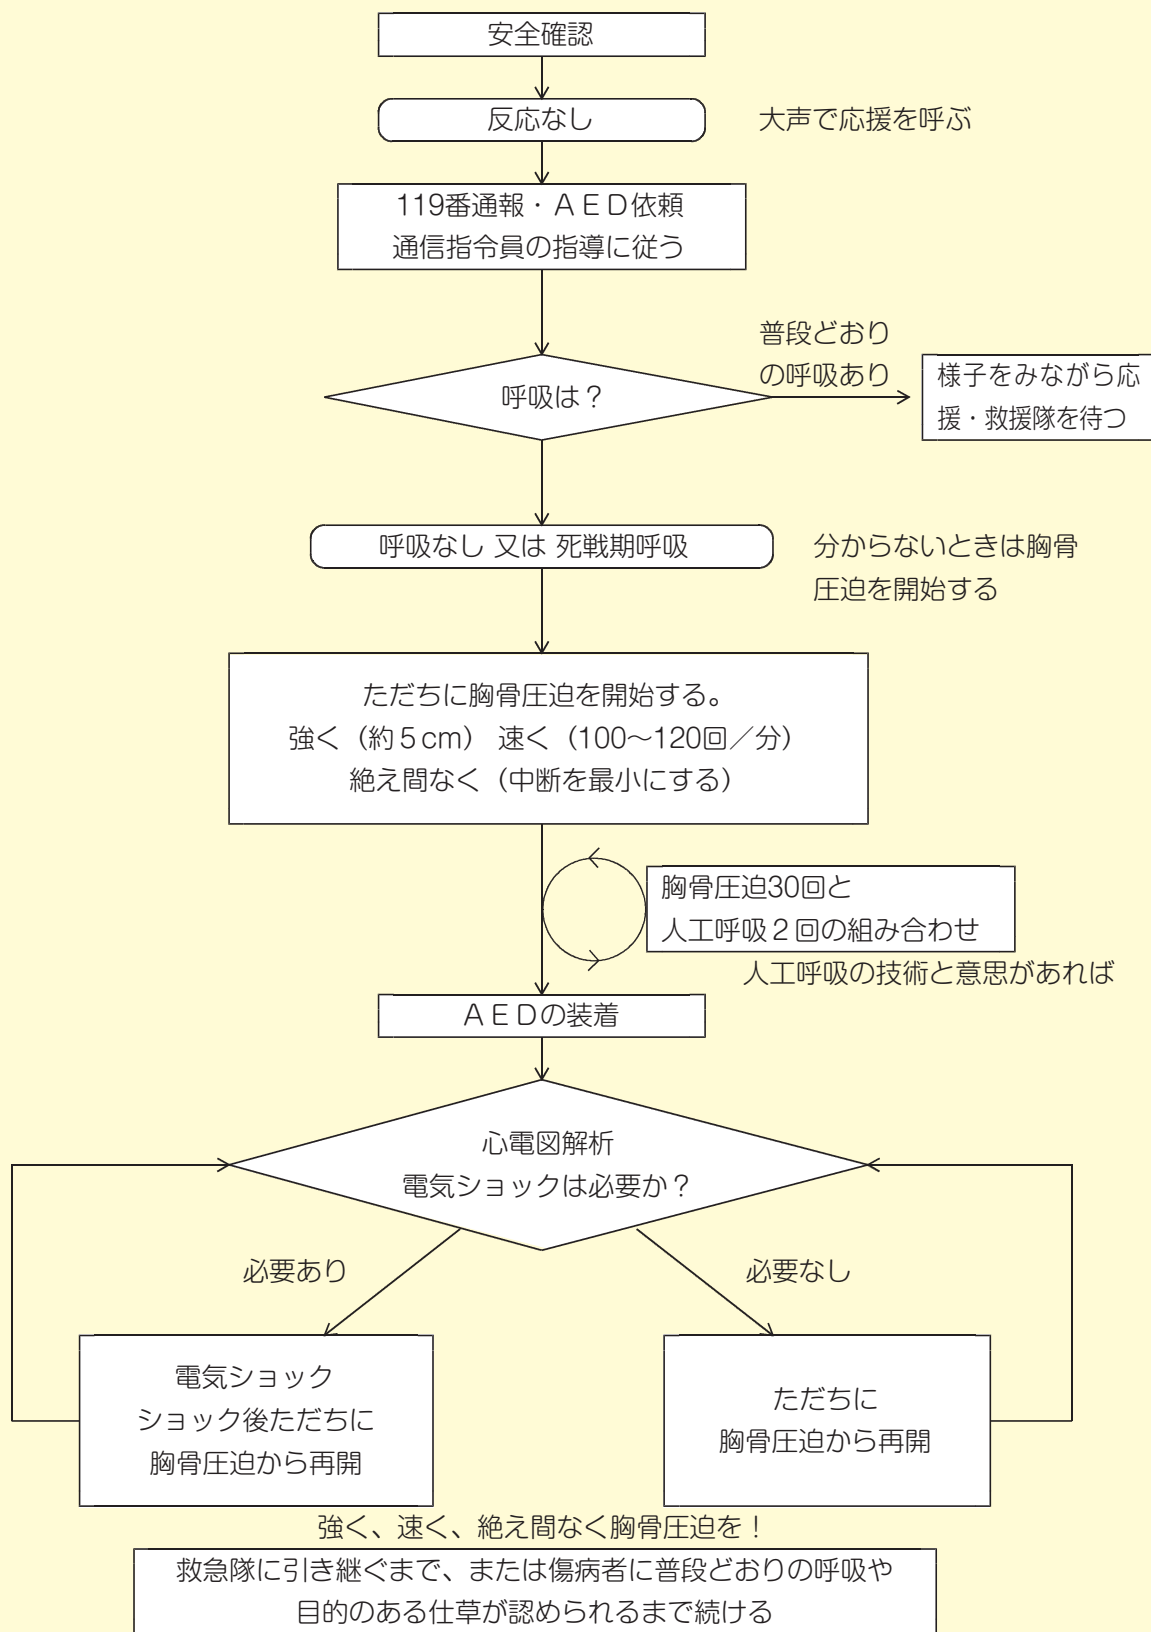 安全確認
反応なし
大声で応援を呼ぶ
119番通報・ＡＥＤ依頼
通信指令員の指導に従う
普段どおり
の呼吸あり
呼吸は？
様子をみながら応
援・救援隊を待つ
呼吸なし 又は 死戦期呼吸
分からないときは胸骨
圧迫を開始する
ただちに胸骨圧迫を開始する。
強く（約５cm） 速く（100〜120回／分）
絶え間なく（中断を最小にする）
胸骨圧迫30回と
人工呼吸２回の組み合わせ
人工呼吸の技術と意思があれば
ＡＥＤの装着
心電図解析
電気ショックは必要か？
必要あり
必要なし
電気ショック
ショック後ただちに
胸骨圧迫から再開
ただちに
胸骨圧迫から再開
強く、速く、絶え間なく胸骨圧迫を！
救急隊に引き継ぐまで、または傷病者に普段どおりの呼吸や
目的のある仕草が認められるまで続ける